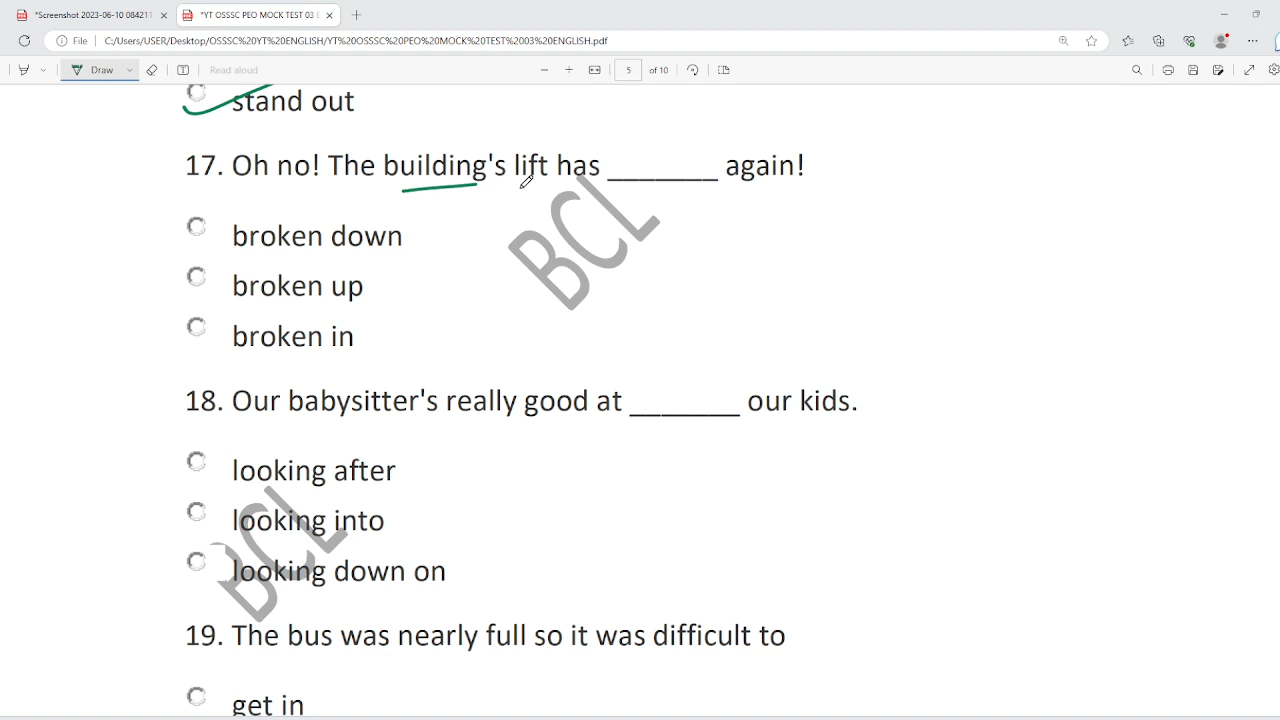 *Screenshot 2023-06-10 084211
*YT OSSSC PEO MOCK TEST 03
File
C:/Users/USER/Desktop/OSSSC%20YT%20ENGLISH/YT%20OSSSC%20PEO%20MOCK%20TEST%2003%20ENGLISH.pdf
Draw
Read aloud
5
of 10
stand out
17. Oh no! The building's lift has _______ again!
broken down
broken up
broken in
BCL
18. Our babysitter's really good at _______ our kids.
looking after
looking into
looking down on
BCL
19. The bus was nearly full so it was difficult to
get in